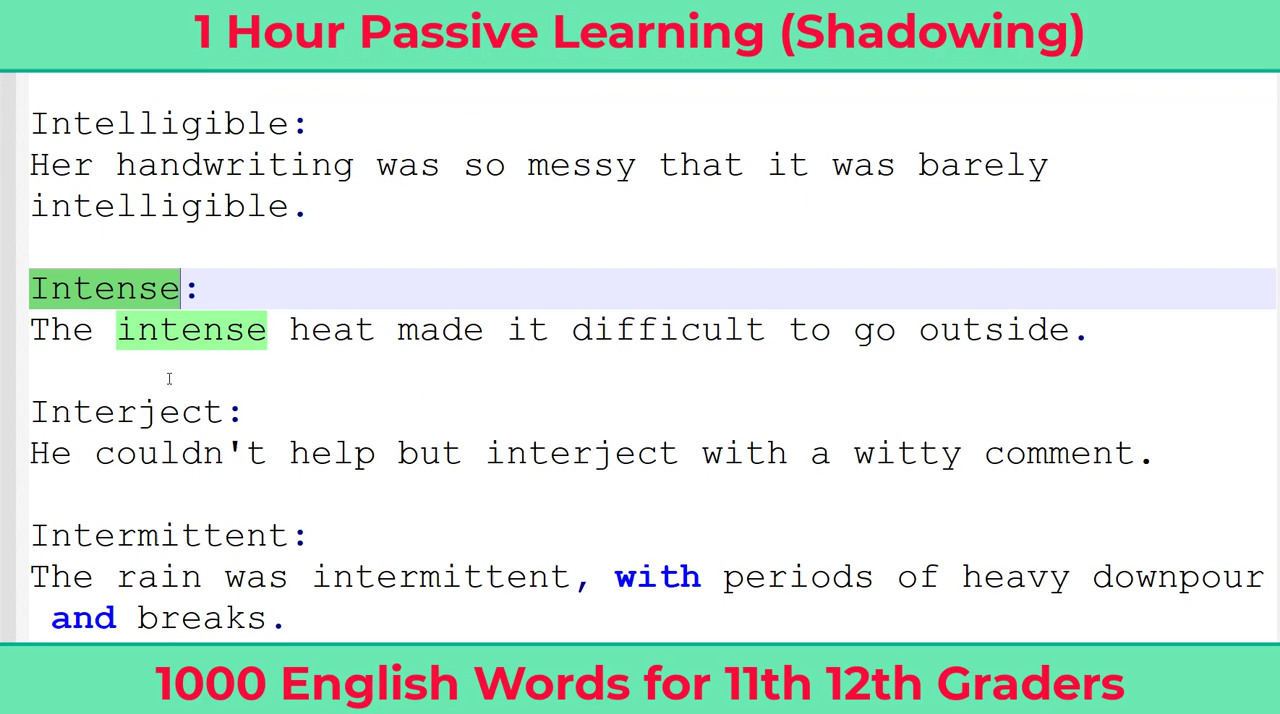 1 Hour Passive Learning (Shadowing)
Intelligible:
Her handwriting was so messy that it was barely
intelligible.
Intense:
The intense heat made it difficult to go outside.
Interject:
He couldn't help but interject with a witty comment.
Intermittent:
The rain was intermittent, with periods of heavy downpour
and breaks.
1000 English Words for 11th 12th Graders